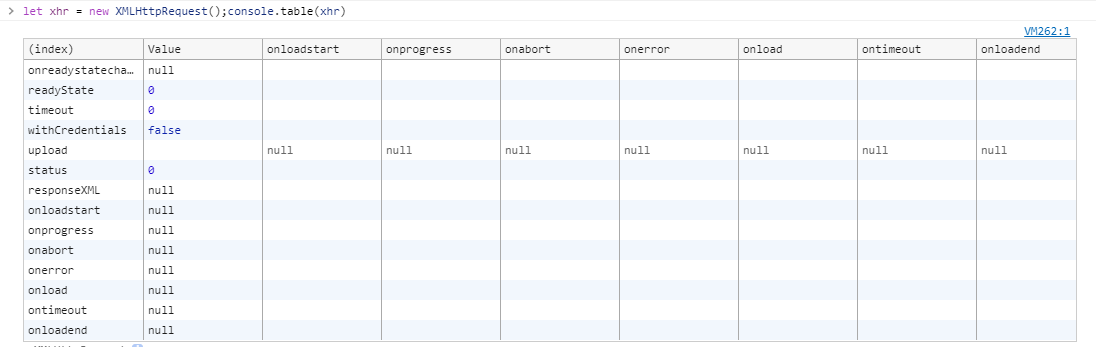 > let xhr = new XMLHttpRequest();console.table(xhr)
VM262:1
(index) Value onloadstart onprogress onabort onerror onload ontimeout onloadend
onreadystatecha… null
readyState 0
timeout 0
withCredentials false
upload null null null null null null null
status 0
responseXML null
onloadstart null
onprogress null
onabort null
onerror null
onload null
ontimeout null
onloadend null